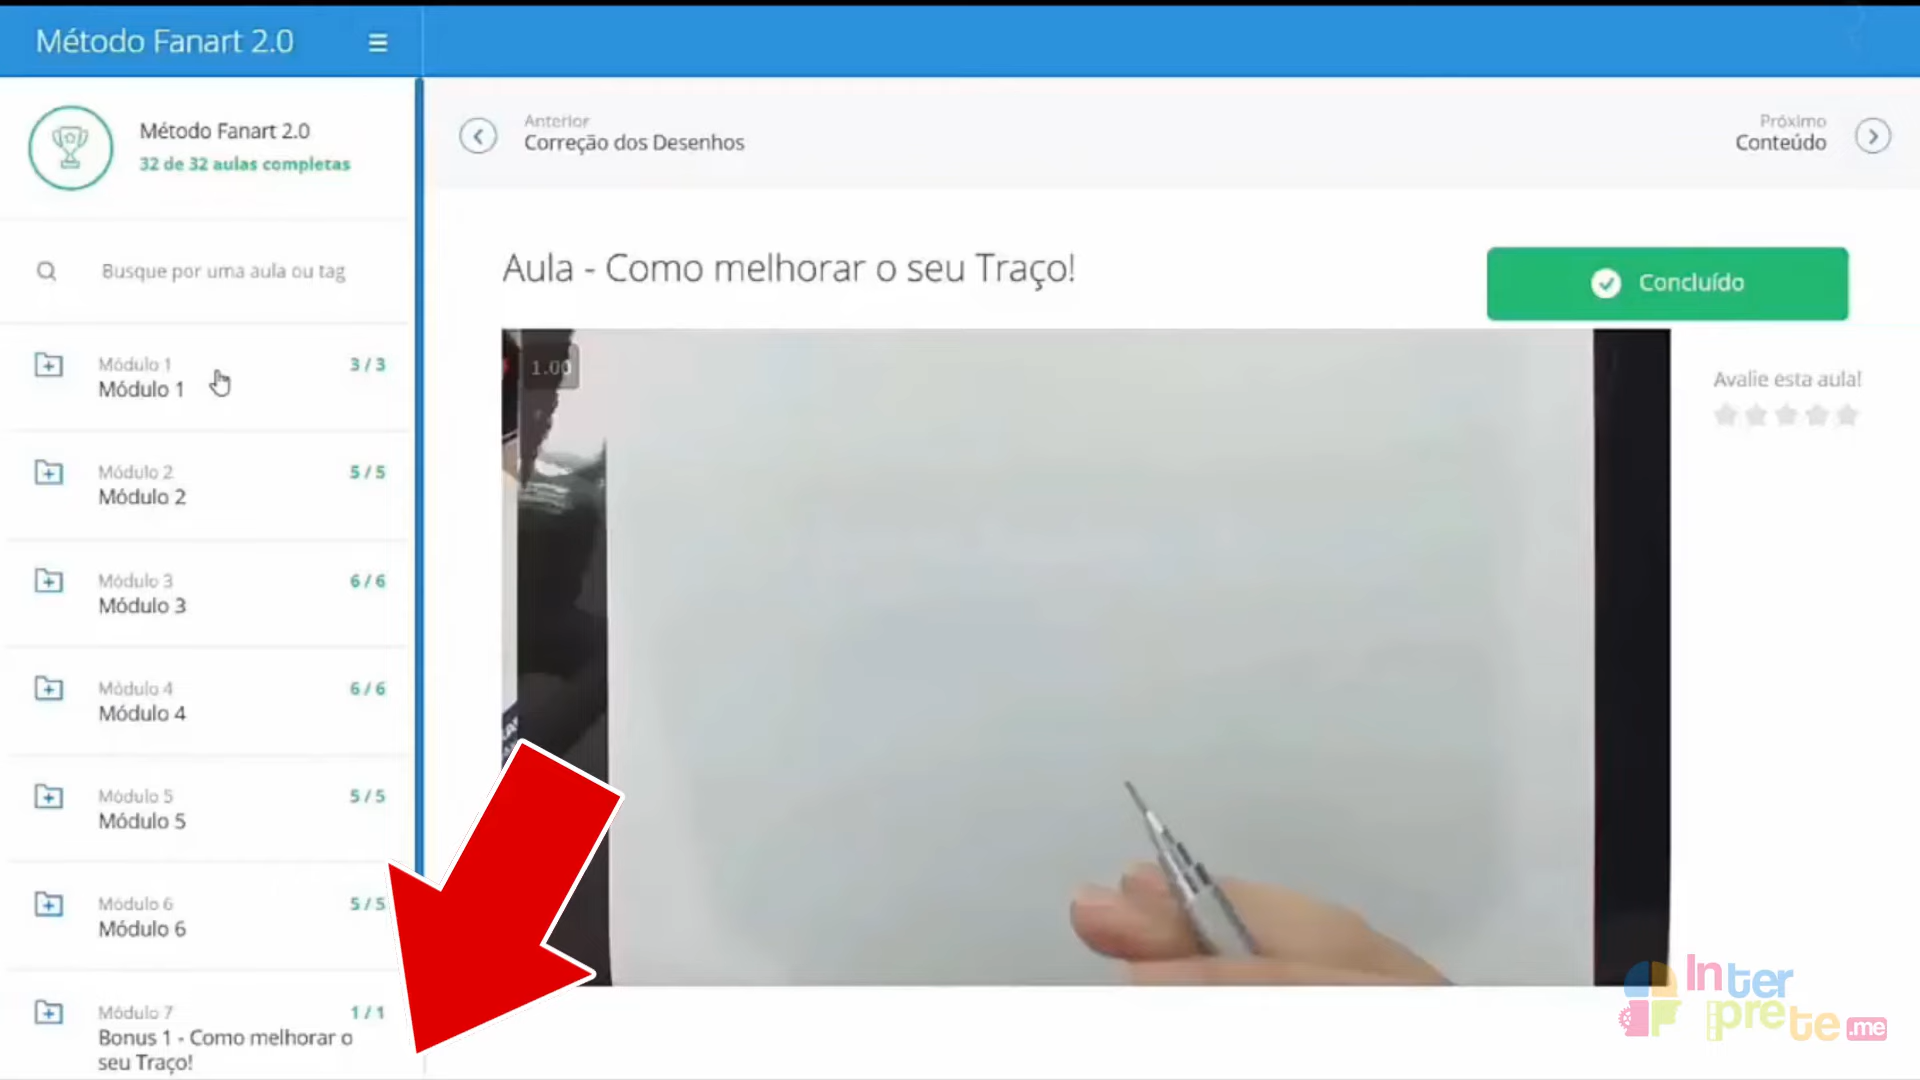 Método Fanart 2.0
Método Fanart 2.0
32 de 32 aulas completas
Busque por uma aula ou tag
Módulo 1
Módulo 1
3 / 3
Módulo 2
Módulo 2
5 / 5
Módulo 3
Módulo 3
6 / 6
Módulo 4
Módulo 4
6 / 6
Módulo 5
Módulo 5
5 / 5
Módulo 6
Módulo 6
5 / 5
Módulo 7
1 / 1
Bonus 1 - Como melhorar o
seu Traço!
Anterior
Correção dos Desenhos
Próximo
Conteúdo
Aula - Como melhorar o seu Traço!
Concluído
1.00
Avalie esta aula!
Inter
prete.me